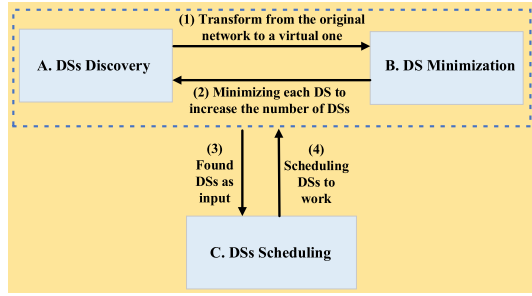 (1) Transform from the original
network to a virtual one
A. DSs Discovery
B. DS Minimization
(2) Minimizing each DS to
increase the number of DSs
(3)
Found
DSs as
input
(4)
Scheduling
DSs to
work
C. DSs Scheduling